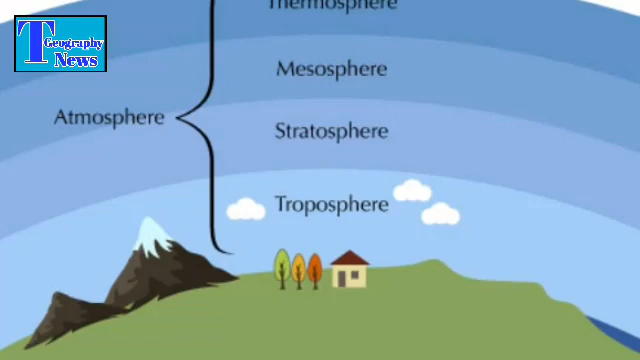 Thermosphere
T Geography
News
Mesosphere
Atmosphere
Stratosphere
Troposphere